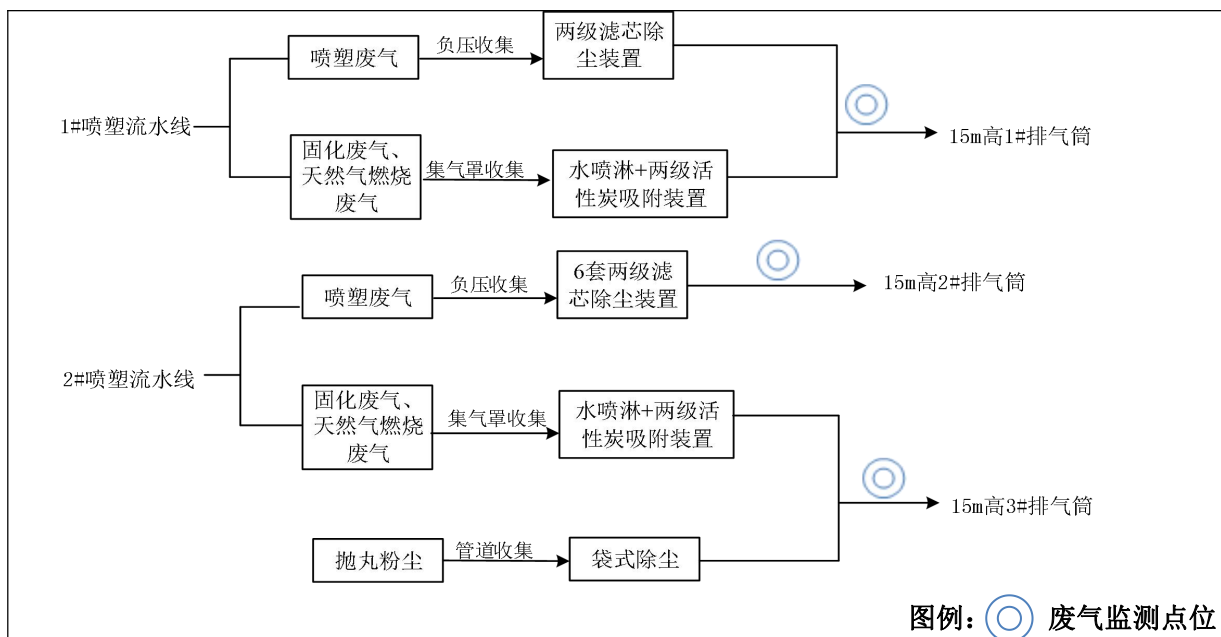 喷塑废气
负压收集
两级滤芯除
尘装置
1#喷塑流水线
15m高1#排气筒
固化废气、
天然气燃烧
废气
集气罩收集
水喷淋+两级活
性炭吸附装置
喷塑废气
负压收集
6套两级滤
芯除尘装置
15m高2#排气筒
2#喷塑流水线
固化废气、
天然气燃烧
废气
集气罩收集
水喷淋+两级活
性炭吸附装置
15m高3#排气筒
抛丸粉尘
管道收集
袋式除尘
图例： 废气监测点位